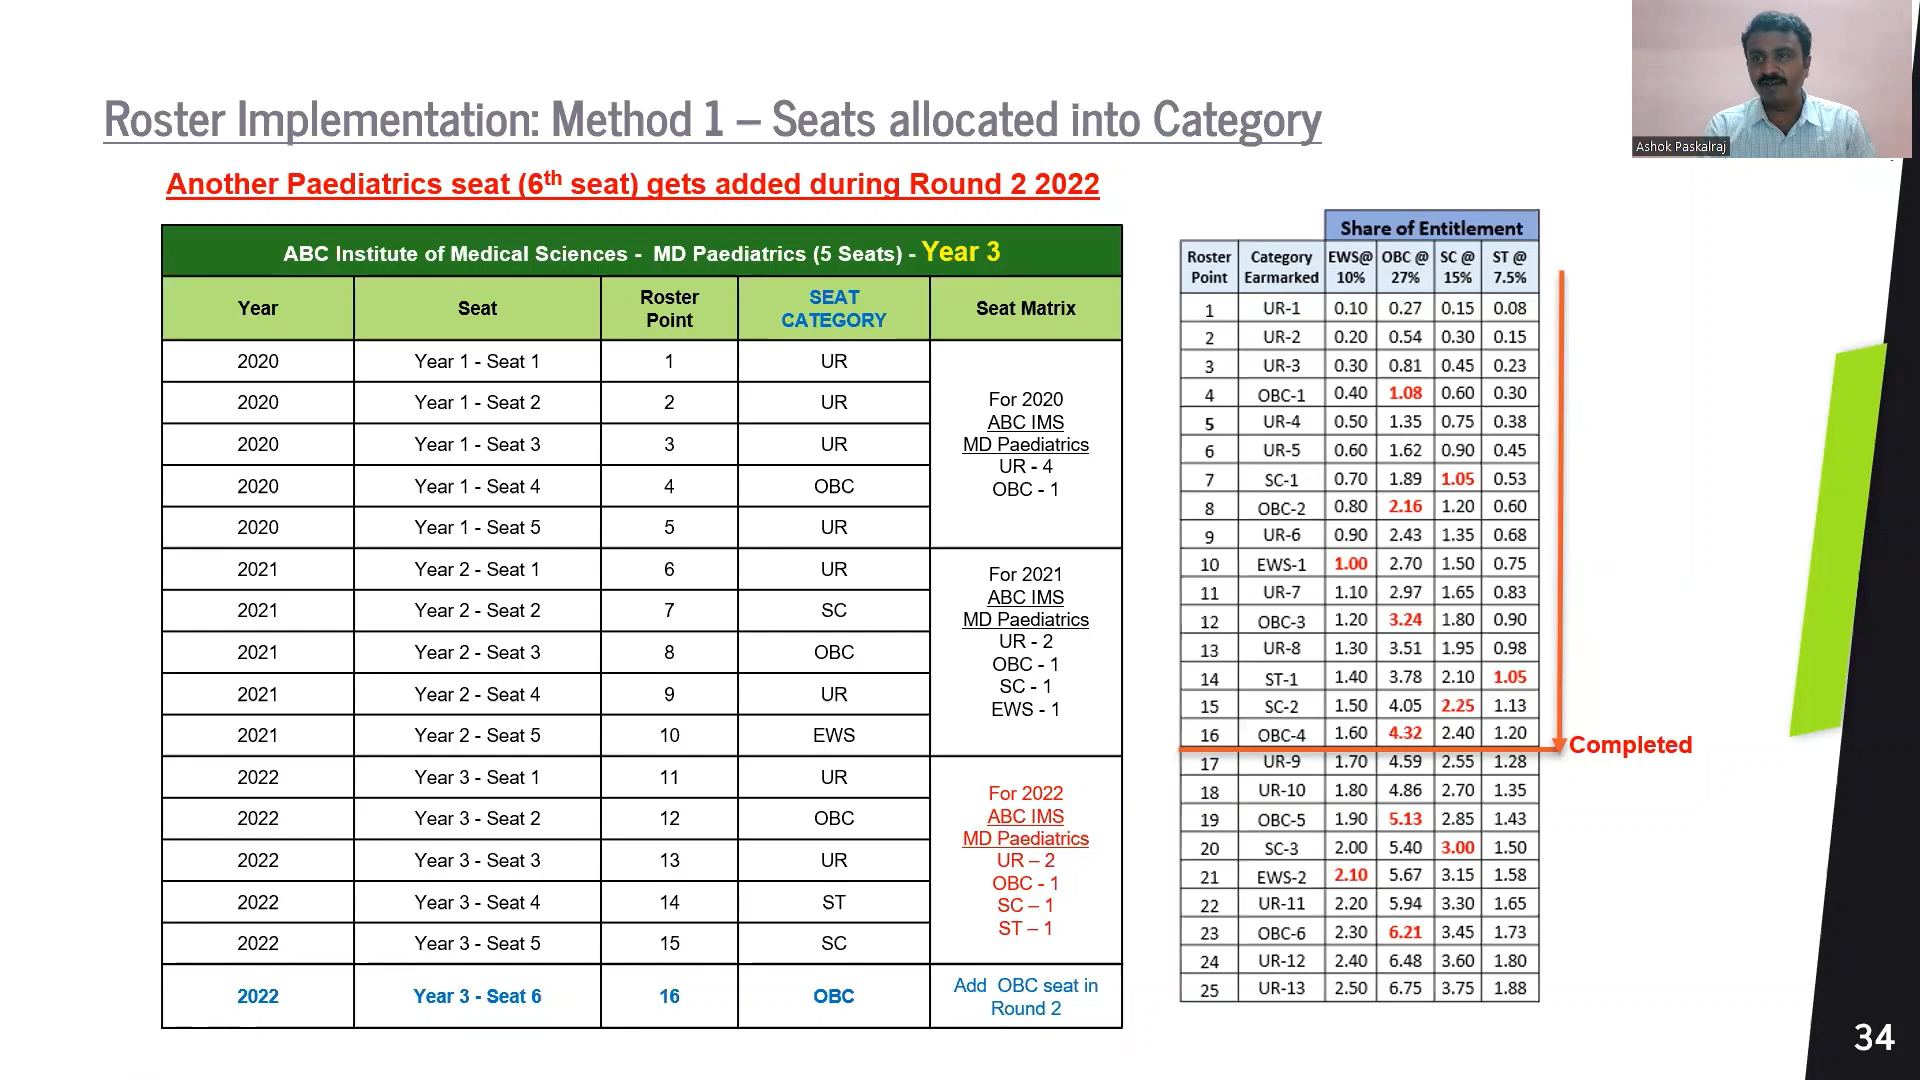 Roster Implementation: Method 1 – Seats allocated into Category
Another Paediatrics seat (6th seat) gets added during Round 2 2022
Ashok Paskalraj
ABC Institute of Medical Sciences - MD Paediatrics (5 Seats) - Year 3
Year Seat Roster Point SEAT CATEGORY Seat Matrix
2020 Year 1 - Seat 1 1 UR
2020 Year 1 - Seat 2 2 UR
2020 Year 1 - Seat 3 3 UR
2020 Year 1 - Seat 4 4 OBC
2020 Year 1 - Seat 5 5 UR
For 2020
ABC IMS
MD Paediatrics
UR - 4
OBC - 1
2021 Year 2 - Seat 1 6 UR
2021 Year 2 - Seat 2 7 SC
2021 Year 2 - Seat 3 8 OBC
2021 Year 2 - Seat 4 9 UR
2021 Year 2 - Seat 5 10 EWS
For 2021
ABC IMS
MD Paediatrics
UR - 2
OBC - 1
SC - 1
EWS - 1
2022 Year 3 - Seat 1 11 UR
2022 Year 3 - Seat 2 12 OBC
2022 Year 3 - Seat 3 13 UR
2022 Year 3 - Seat 4 14 ST
2022 Year 3 - Seat 5 15 SC
For 2022
ABC IMS
MD Paediatrics
UR – 2
OBC - 1
SC – 1
ST – 1
2022 Year 3 - Seat 6 16 OBC Add OBC seat in
Round 2
Share of Entitlement
Roster Point Category Earmarked EWS@ 10% OBC @ 27% SC @ 15% ST @ 7.5%
1 UR-1 0.10 0.27 0.15 0.08
2 UR-2 0.20 0.54 0.30 0.15
3 UR-3 0.30 0.81 0.45 0.23
4 OBC-1 0.40 1.08 0.60 0.30
5 UR-4 0.50 1.35 0.75 0.38
6 UR-5 0.60 1.62 0.90 0.45
7 SC-1 0.70 1.89 1.05 0.53
8 OBC-2 0.80 2.16 1.20 0.60
9 UR-6 0.90 2.43 1.35 0.68
10 EWS-1 1.00 2.70 1.50 0.75
11 UR-7 1.10 2.97 1.65 0.83
12 OBC-3 1.20 3.24 1.80 0.90
13 UR-8 1.30 3.51 1.95 0.98
14 ST-1 1.40 3.78 2.10 1.05
15 SC-2 1.50 4.05 2.25 1.13
16 OBC-4 1.60 4.32 2.40 1.20
Completed
17 UR-9 1.70 4.59 2.55 1.28
18 UR-10 1.80 4.86 2.70 1.35
19 OBC-5 1.90 5.13 2.85 1.43
20 SC-3 2.00 5.40 3.00 1.50
21 EWS-2 2.10 5.67 3.15 1.58
22 UR-11 2.20 5.94 3.30 1.65
23 OBC-6 2.30 6.21 3.45 1.73
24 UR-12 2.40 6.48 3.60 1.80
25 UR-13 2.50 6.75 3.75 1.88
34